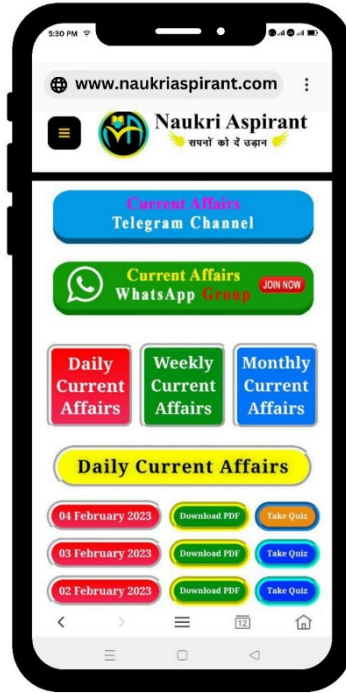 5:30 PM
www.naukriaspirant.com
Naukri Aspirant
सपनों को दें उड़ान
Current Affairs
Telegram Channel
Current Affairs
WhatsApp Group JOIN NOW
Daily Current Affairs
Weekly Current Affairs
Monthly Current Affairs
Daily Current Affairs
04 February 2023 Download PDF Take Quiz
03 February 2023 Download PDF Take Quiz
02 February 2023 Download PDF Take Quiz
12